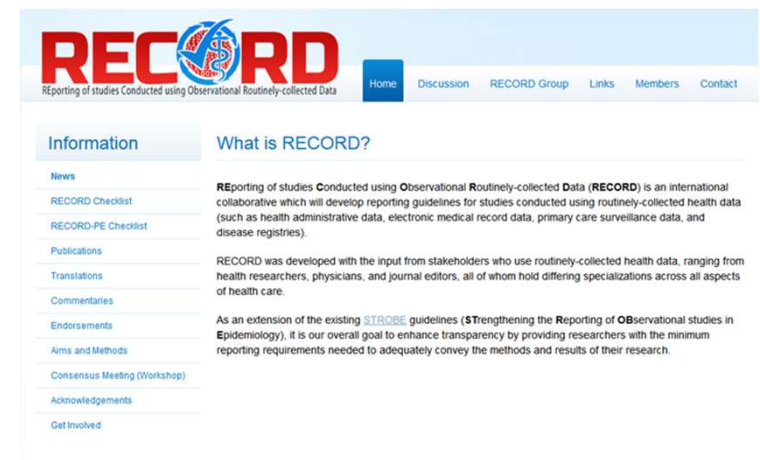 RECORD
REporting of studies Conducted using Observational Routinely-collected Data
Home Discussion RECORD Group Links Members Contact
Information
News
RECORD Checklist
RECORD-PE Checklist
Publications
Translations
Commentaries
Endorsements
Aims and Methods
Consensus Meeting (Workshop)
Acknowledgements
Get Involved
What is RECORD?
REporting of studies Conducted using Observational Routinely-collected Data (RECORD) is an international
collaborative which will develop reporting guidelines for studies conducted using routinely-collected health data
(such as health administrative data, electronic medical record data, primary care surveillance data, and
disease registries).
RECORD was developed with the input from stakeholders who use routinely-collected health data, ranging from
health researchers, physicians, and journal editors, all of whom hold differing specializations across all aspects
of health care.
As an extension of the existing STROBE guidelines (STrengthening the Reporting of OBservational studies in
Epidemiology), it is our overall goal to enhance transparency by providing researchers with the minimum
reporting requirements needed to adequately convey the methods and results of their research.